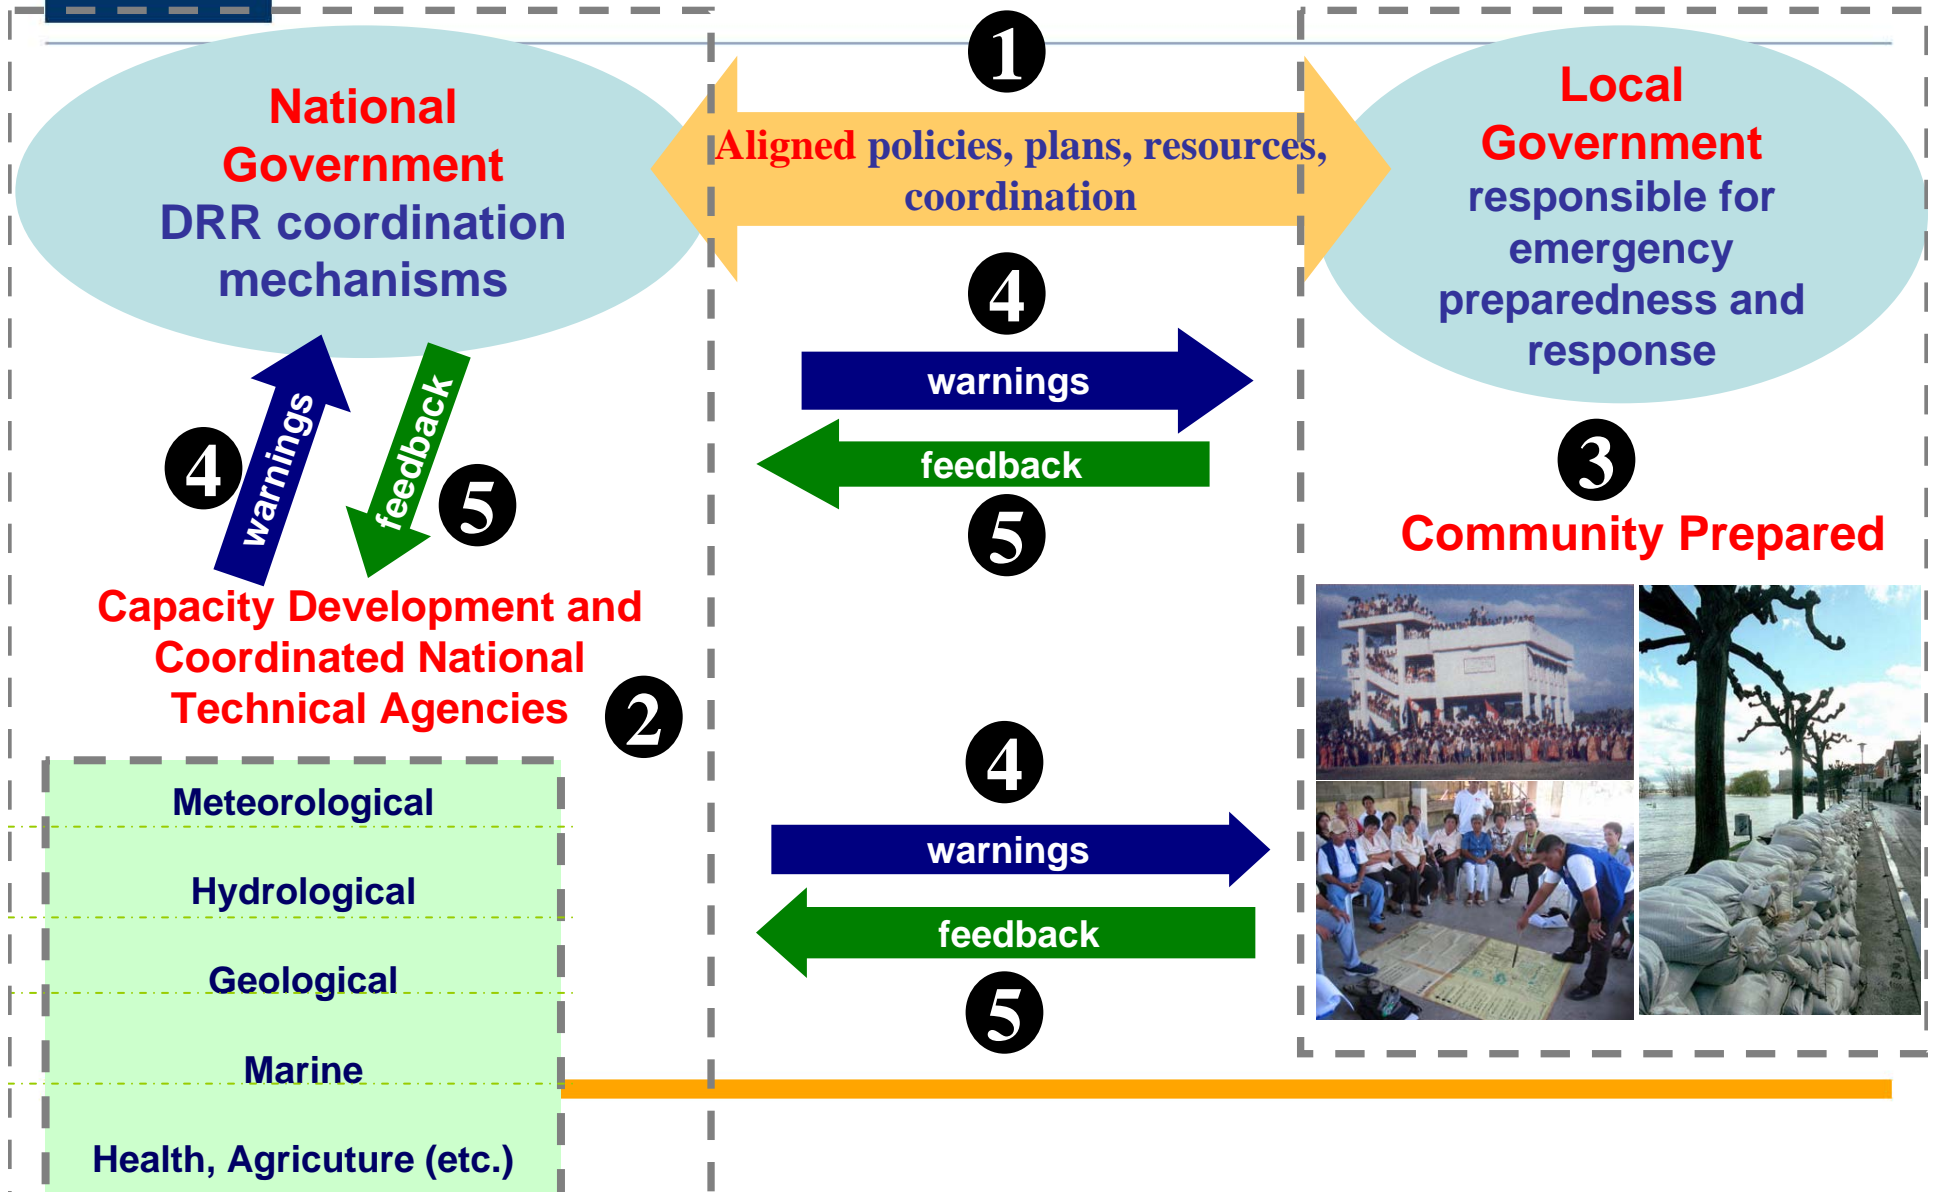 1
National
Government
DRR coordination
mechanisms
Aligned policies, plans, resources,
coordination
Local
Government
responsible for
emergency
preparedness and
response
4
warnings
feedback
5
4
warnings
feedback
5
3
Community Prepared
Capacity Development and
Coordinated National
Technical Agencies
2
Meteorological
Hydrological
Geological
Marine
Health, Agricuture (etc.)
4
warnings
feedback
5